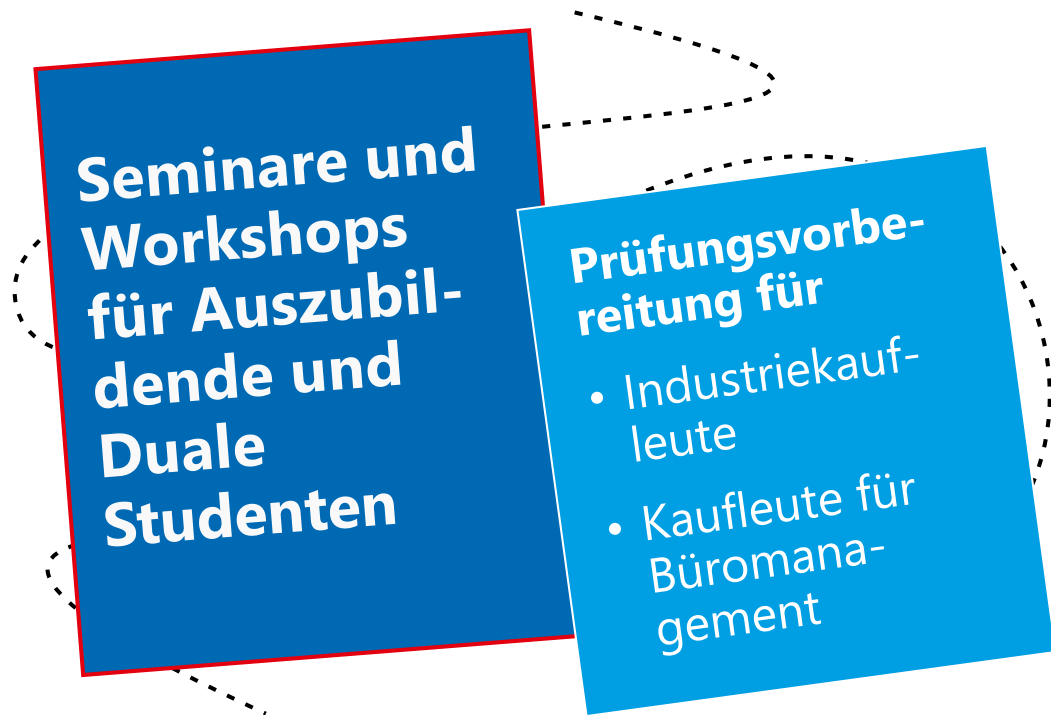 Seminare und
Workshops
für Auszubil-
dende und
Duale
Studenten
Prüfungsvorbe-
reitung für
• Industriekauf-
leute
• Kaufleute für
Büromana-
gement